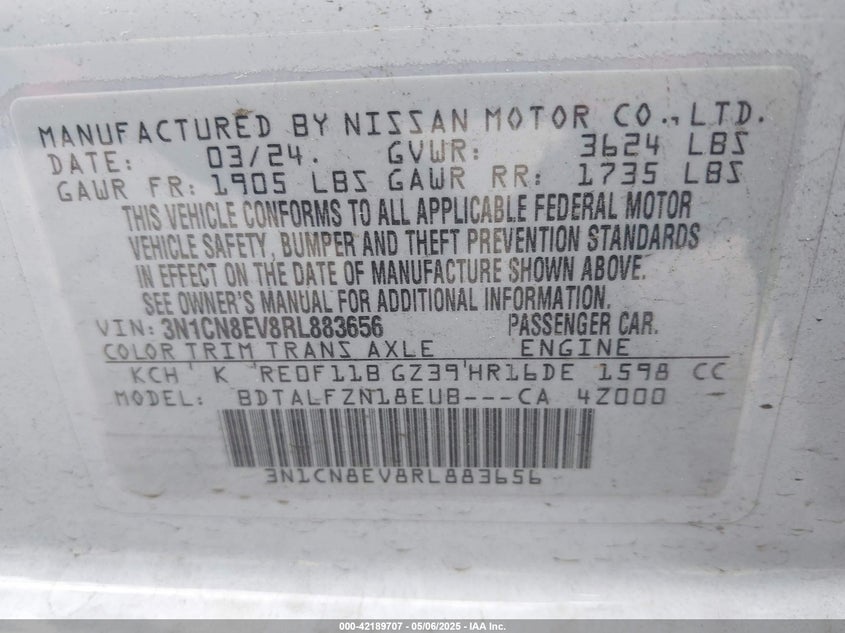 MANUFACTURED BY NISSAN MOTOR CO., LTD.
DATE: 03/24. GVWR: 3624 LBS
GAWR FR: 1905 LBS GAWR RR: 1735 LBS
THIS VEHICLE CONFORMS TO ALL APPLICABLE FEDERAL MOTOR
VEHICLE SAFETY, BUMPER AND THEFT PREVENTION STANDARDS
IN EFFECT ON THE DATE OF MANUFACTURE SHOWN ABOVE.
SEE OWNER'S MANUAL FOR ADDITIONAL INFORMATION.
VIN: 3N1CN8EV8RL883656 PASSENGER CAR.
COLOR TRIM TRANS AXLE ENGINE
KCH K RE0F11B GZ39 HR16DE 1598 CC
MODEL: BDTALFZN18EUB---CA 4Z000
3N1CN8EV8RL883656
000-42189707 - 05/06/2025 - IAA Inc.